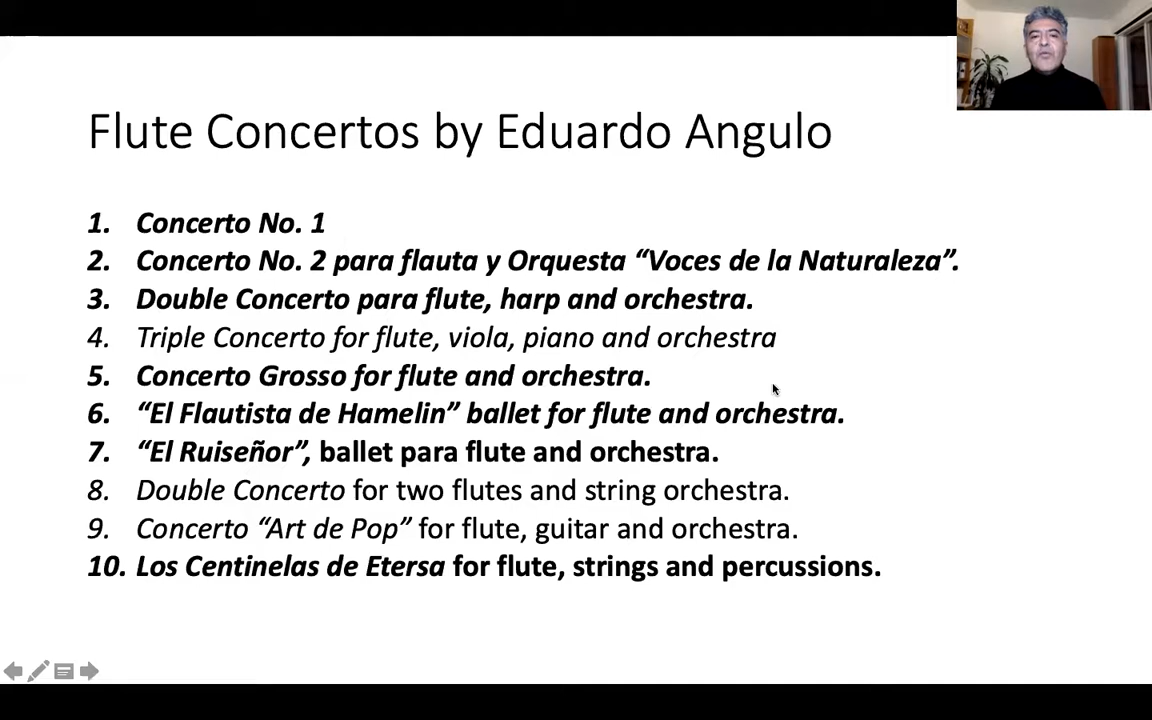 Flute Concertos by Eduardo Angulo
1. Concerto No. 1
2. Concerto No. 2 para flauta y Orquesta “Voces de la Naturaleza”.
3. Double Concerto para flute, harp and orchestra.
4. Triple Concerto for flute, viola, piano and orchestra
5. Concerto Grosso for flute and orchestra.
6. “El Flautista de Hamelin” ballet for flute and orchestra.
7. “El Ruiseñor”, ballet para flute and orchestra.
8. Double Concerto for two flutes and string orchestra.
9. Concerto “Art de Pop” for flute, guitar and orchestra.
10. Los Centinelas de Etersa for flute, strings and percussions.